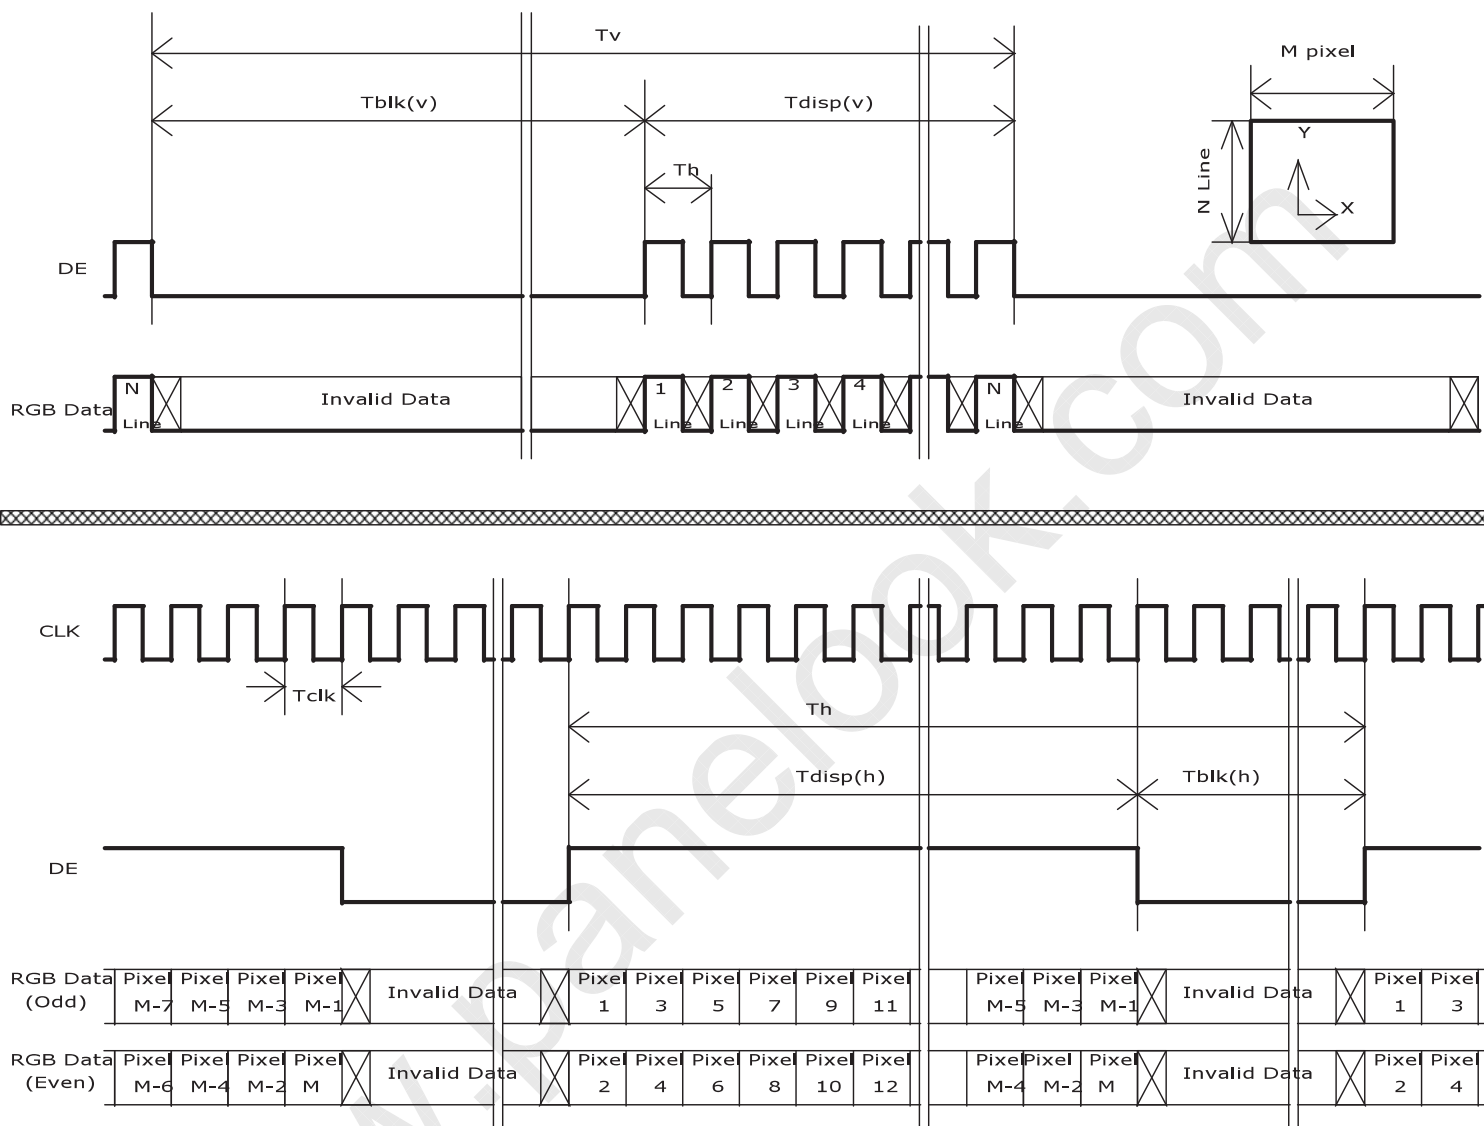 Tv
M pixel
Tblk(v) Tdisp(v)
Y
N Line
Th
X
DE
N 1 2 3 4 N
RGB Data Invalid Data Invalid Data
Line Line Line Line Line Line
CLK
Tclk
Th
Tdisp(h) Tblk(h)
DE
RGB Data Pixel Pixel Pixel Pixel Invalid Data Pixel Pixel Pixel Pixel Pixel Pixel Pixel Pixel Pixel Invalid Data Pixel Pixel
(Odd) M-7 M-5 M-3 M-1 1 3 5 7 9 11 M-5 M-3 M-1 1 3
RGB Data Pixel Pixel Pixel Pixel Invalid Data Pixel Pixel Pixel Pixel Pixel Pixel Pixel Pixel Pixel Invalid Data Pixel Pixel
(Even) M-6 M-4 M-2 M 2 4 6 8 10 12 M-4 M-2 M 2 4
w.panelook.com